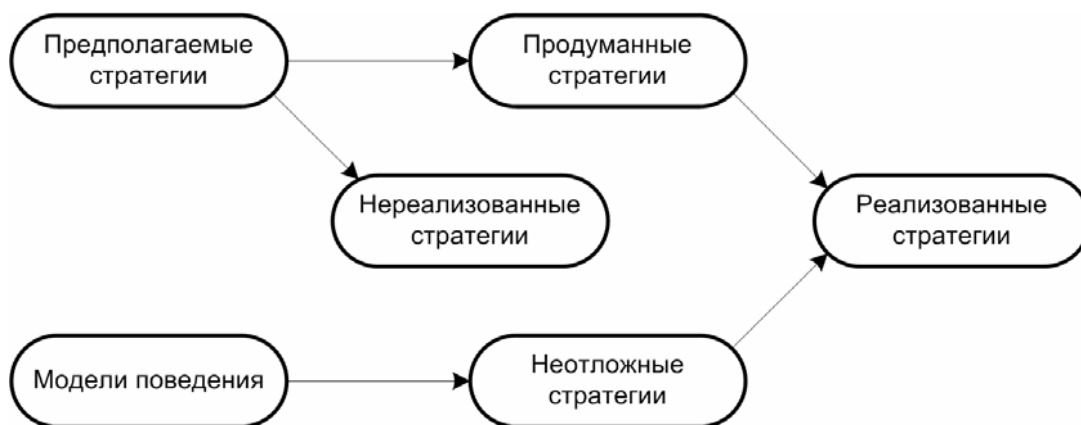 Предполагаемые
стратегии
Продуманные
стратегии
Нереализованные
стратегии
Реализованные
стратегии
Модели поведения
Неотложные
стратегии